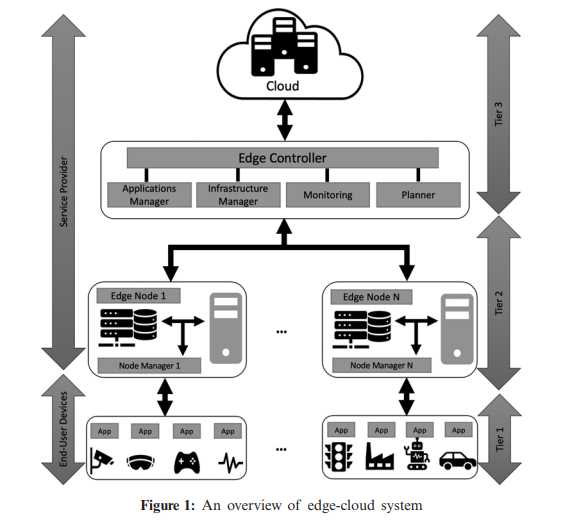 Cloud
Edge Controller
Applications
Manager
Infrastructure
Manager
Monitoring
Planner
Service Provider
Tier 3
Edge Node 1
Node Manager 1
...
Edge Node N
Node Manager N
Tier 2
End-User Devices
App
App
App
App
...
App
App
App
App
Tier 1
Figure 1: An overview of edge-cloud system